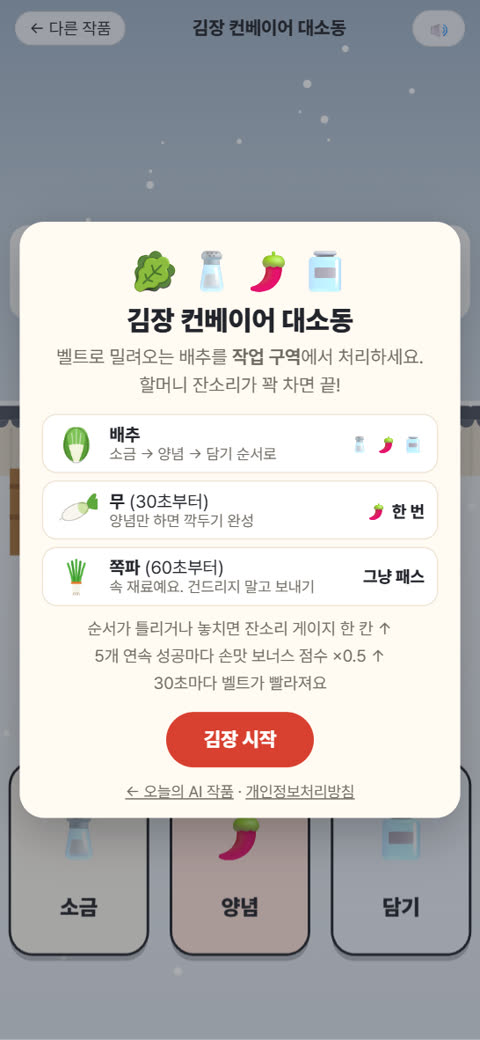 ← 다른 작품
김장 컨베이어 대소동
김장 컨베이어 대소동
벨트로 밀려오는 배추를 작업 구역에서 처리하세요.
할머니 잔소리가 꽉 차면 끝!
배추
소금 → 양념 → 담기 순서로
무 (30초부터)
양념만 하면 깍두기 완성
한 번
쪽파 (60초부터)
속 재료예요. 건드리지 말고 보내기
그냥 패스
순서가 틀리거나 놓치면 잔소리 게이지 한 칸 ↑
5개 연속 성공마다 손맛 보너스 점수 ×0.5 ↑
30초마다 벨트가 빨라져요
김장 시작
← 오늘의 AI 작품 · 개인정보처리방침
소금
양념
담기